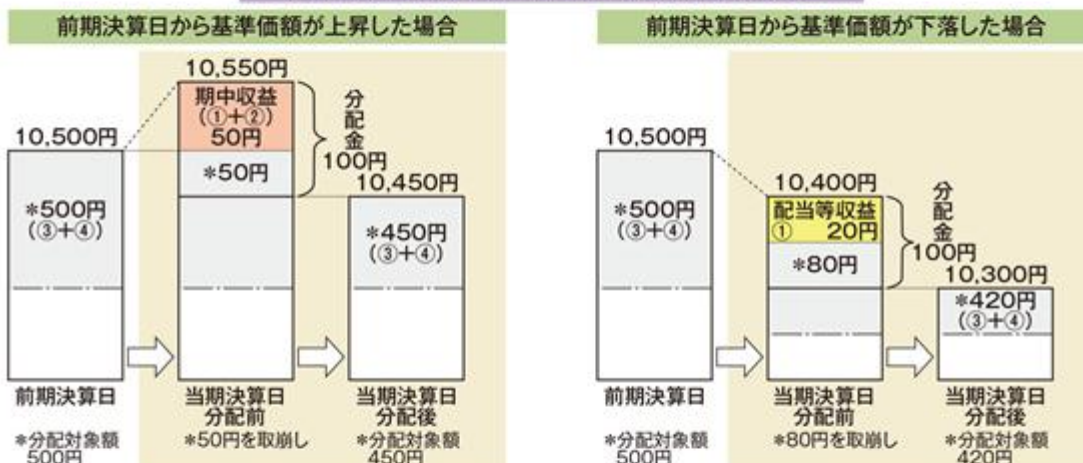 前期決算日から基準価額が上昇した場合
10,550円
期中収益
(①+②)
50円
分配金
100円
10,500円
*50円
10,450円
*500円
(③+④)
*450円
(③+④)
前期決算日
当期決算日
分配前
当期決算日
分配後
*分配対象額
500円
*50円を取崩し
*分配対象額
450円
前期決算日から基準価額が下落した場合
10,500円
10,400円
配当等収益
① 20円
分配金
100円
*500円
(③+④)
*80円
10,300円
*420円
(③+④)
前期決算日
当期決算日
分配前
当期決算日
分配後
*分配対象額
500円
*80円を取崩し
*分配対象額
420円